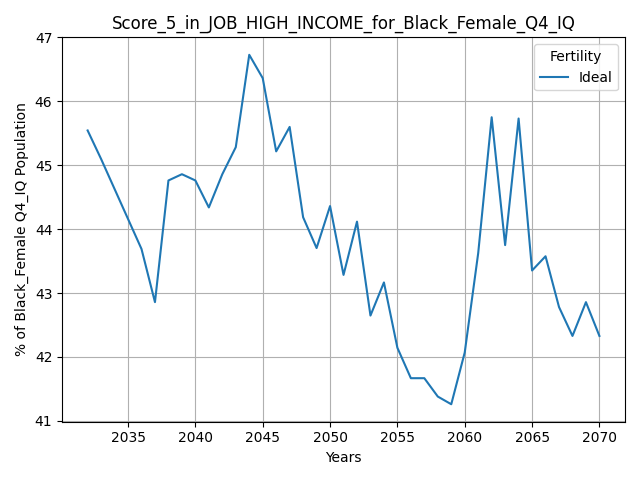 Score_5_in_JOB_HIGH_INCOME_for_Black_Female_Q4_IQ
% of Black_Female Q4_IQ Population
47
46
45
44
43
42
41
Fertility
Ideal
2035 2040 2045 2050 2055 2060 2065 2070
Years